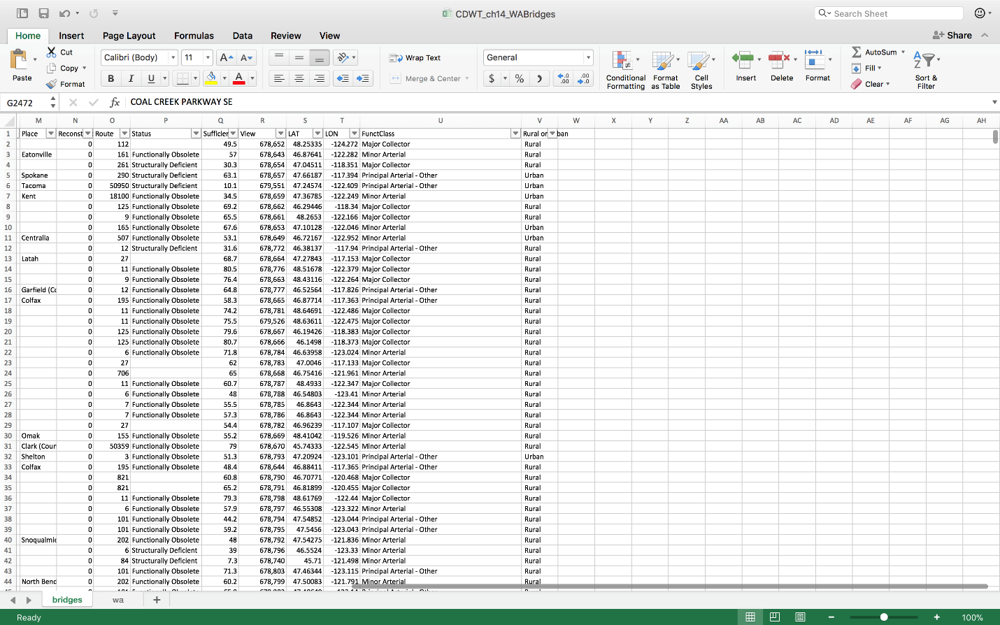 CDWT_ch14_WABridges
Search Sheet
Home Insert Page Layout Formulas Data Review View Share
Paste Cut Copy Format
Calibri (Body) 11 A A
B I U A
Wrap Text
Merge & Center
General
$ % ) .0 .00 .00 .0
Conditional Formatting
Format as Table
Cell Styles
Insert Delete Format
AutoSum
Fill
Clear
Sort & Filter
G2472 fx COAL CREEK PARKWAY SE
M N O P Q R S T U V W X Y Z AA AB AC AD AE AF AG AH
1 Place Reconst Route Status Sufficien View LAT LON FunctClass Rural or ban
2 0 112 49.5 678,652 48.25335 -124.272 Major Collector Rural
3 Eatonville 0 161 Functionally Obsolete 57 678,643 46.87641 -122.282 Minor Arterial Rural
4 0 261 Structurally Deficient 30.3 678,654 47.04511 -118.351 Major Collector Rural
5 Spokane 0 290 Structurally Deficient 63.1 678,657 47.66187 -117.394 Principal Arterial - Other Urban
6 Tacoma 0 50950 Structurally Deficient 10.1 679,551 47.24574 -122.409 Principal Arterial - Other Urban
7 Kent 0 18100 Functionally Obsolete 34.5 678,659 47.36785 -122.249 Minor Arterial Urban
8 0 125 Functionally Obsolete 69.2 678,662 46.29446 -118.34 Major Collector Rural
9 0 9 Functionally Obsolete 65.5 678,661 48.2653 -122.166 Major Collector Rural
10 0 165 Functionally Obsolete 67.6 678,653 47.10128 -122.046 Minor Arterial Urban
11 Centralia 0 507 Functionally Obsolete 53.1 678,649 46.72167 -122.952 Minor Arterial Urban
12 0 12 Structurally Deficient 31.6 678,772 46.38137 -117.94 Principal Arterial - Other Rural
13 Latah 0 27 68.7 678,664 47.27843 -117.153 Major Collector Rural
14 0 11 Functionally Obsolete 80.5 678,776 48.51678 -122.379 Major Collector Rural
15 0 9 Functionally Obsolete 76.4 678,663 48.43116 -122.264 Major Collector Rural
16 Garfield (Co 0 12 Functionally Obsolete 64.8 678,777 46.52564 -117.826 Principal Arterial - Other Rural
17 Colfax 0 195 Functionally Obsolete 58.3 678,665 46.87714 -117.363 Principal Arterial - Other Rural
18 0 11 Functionally Obsolete 74.2 678,781 48.64691 -122.486 Major Collector Rural
19 0 11 Functionally Obsolete 75.5 679,526 48.63611 -122.475 Major Collector Rural
20 0 125 Functionally Obsolete 79.6 678,667 46.19426 -118.383 Major Collector Rural
21 0 125 Functionally Obsolete 80.7 678,666 46.1498 -118.373 Major Collector Rural
22 0 6 Functionally Obsolete 71.8 678,784 46.63958 -123.024 Minor Arterial Rural
23 0 27 62 678,783 47.0046 -117.133 Major Collector Rural
24 0 706 65 678,668 46.75416 -121.961 Minor Arterial Rural
25 0 11 Functionally Obsolete 60.7 678,787 48.4933 -122.347 Major Collector Rural
26 0 6 Functionally Obsolete 48 678,788 46.54803 -123.41 Minor Arterial Rural
27 0 7 Functionally Obsolete 55.5 678,785 46.8643 -122.344 Minor Arterial Rural
28 0 7 Functionally Obsolete 57.3 678,786 46.8643 -122.344 Minor Arterial Rural
29 0 27 54.4 678,782 46.96239 -117.107 Major Collector Rural
30 Omak 0 155 Functionally Obsolete 55.2 678,669 48.41042 -119.526 Minor Arterial Rural
31 Clark (Coun 0 50359 Functionally Obsolete 79 678,670 45.74333 -122.545 Minor Arterial Rural
32 Shelton 0 3 Functionally Obsolete 51.3 678,793 47.20924 -123.101 Principal Arterial - Other Urban
33 Colfax 0 195 Functionally Obsolete 48.4 678,644 46.88411 -117.365 Principal Arterial - Other Rural
34 0 821 60.8 678,790 46.70771 -120.468 Major Collector Rural
35 0 821 65.2 678,791 46.81899 -120.455 Major Collector Rural
36 0 11 Functionally Obsolete 79.3 678,798 48.61769 -122.44 Major Collector Rural
37 0 6 Functionally Obsolete 57.9 678,797 46.55308 -123.322 Minor Arterial Rural
38 0 101 Functionally Obsolete 44.2 678,794 47.54852 -123.044 Principal Arterial - Other Rural
39 0 101 Functionally Obsolete 59.2 678,795 47.5456 -123.043 Principal Arterial - Other Rural
40 Snoqualmie 0 202 Functionally Obsolete 48 678,792 47.54275 -121.836 Minor Arterial Rural
41 0 6 Structurally Deficient 39 678,796 46.5524 -123.33 Minor Arterial Rural
42 0 84 Structurally Deficient 7.3 678,740 45.71 -121.498 Minor Arterial Rural
43 0 101 Functionally Obsolete 71.3 678,803 47.46344 -123.115 Principal Arterial - Other Rural
44 North Bend 0 202 Functionally Obsolete 60.2 678,799 47.50083 -121.791 Minor Arterial Rural
bridges wa +
Ready 100%